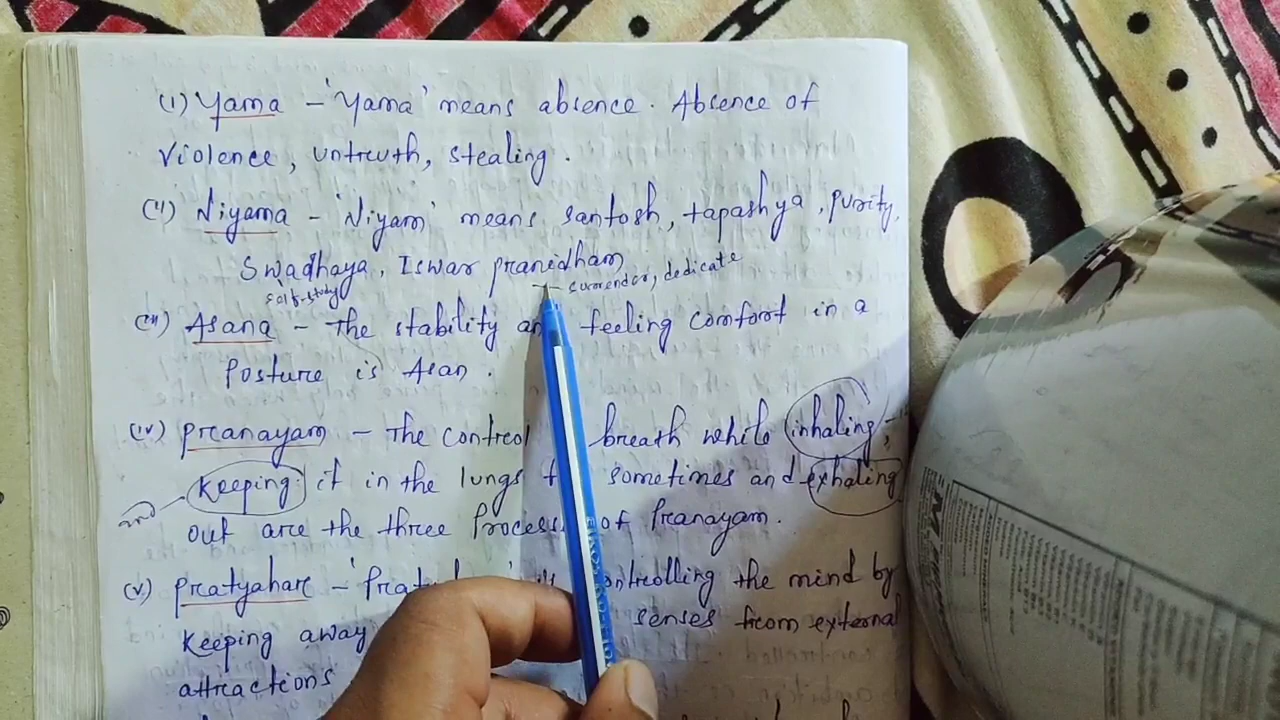 (i) Yama - 'Yama' means absence. Absence of
violence, untruth, stealing.
(ii) Niyama - 'Niyam' means santosh, tapashya, purity,
Swadhaya, Iswar pranidham
self-study
surrender, dedicate
(iii) Asana - The stability an feeling comfort in a
Posture is Asan.
(iv) Pranayam - The control breath while inhaling,
and
keeping it in the lungs sometimes and exhaling
out are the three Process of Pranayam.
(v) Pratyahar - controlling the mind by
keeping away senses from external
attractions